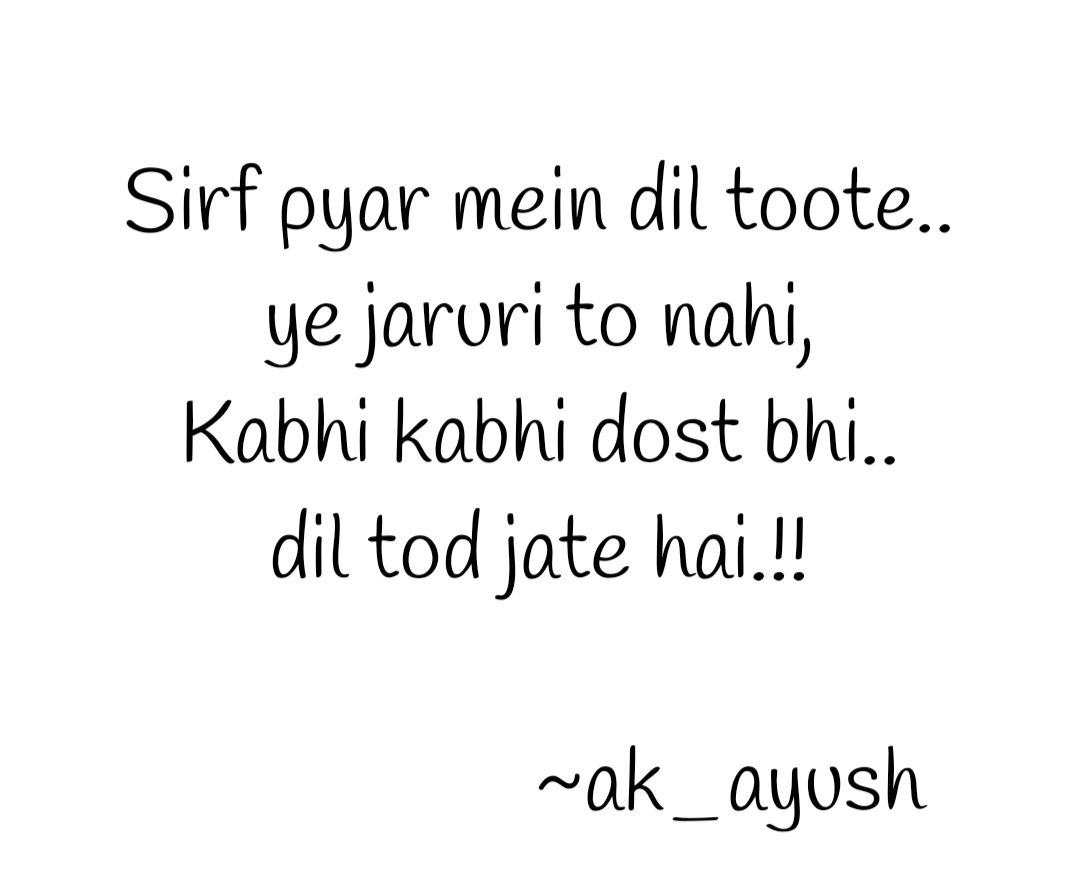 Sirf pyar mein dil toote..
ye jaruri to nahi,
Kabhi kabhi dost bhi..
dil tod jate hai.!!
~ak_ayush